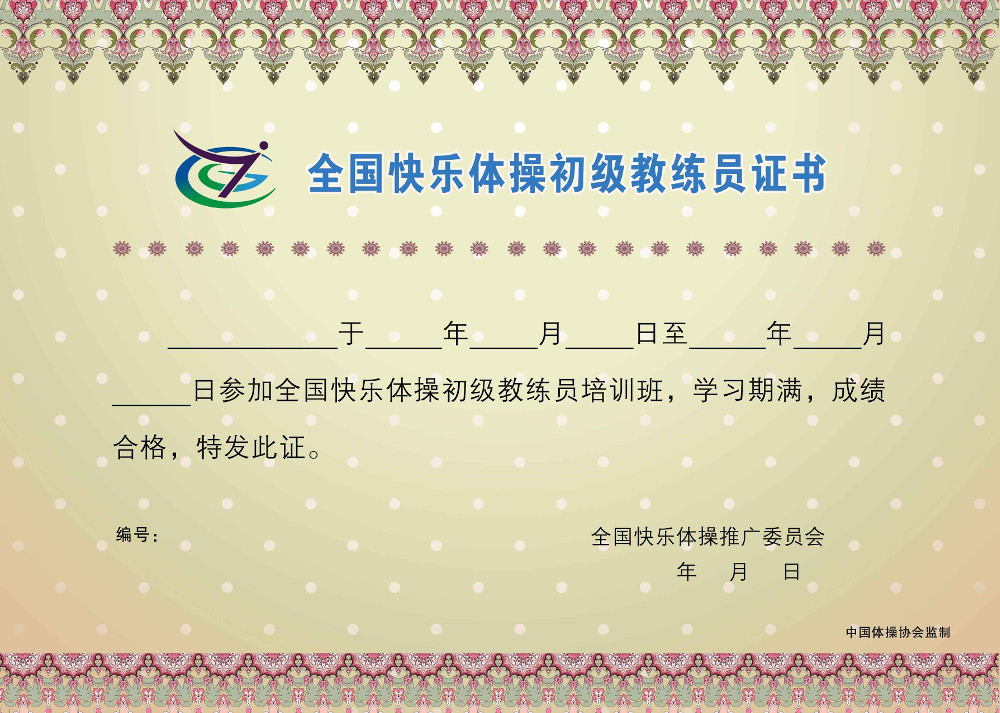 全国快乐体操初级教练员证书
____________于_____年_____月_____日至_____年_____月
_____日参加全国快乐体操初级教练员培训班，学习期满，成绩
合格，特发此证。
编号：
全国快乐体操推广委员会
年 月 日
中国体操协会监制